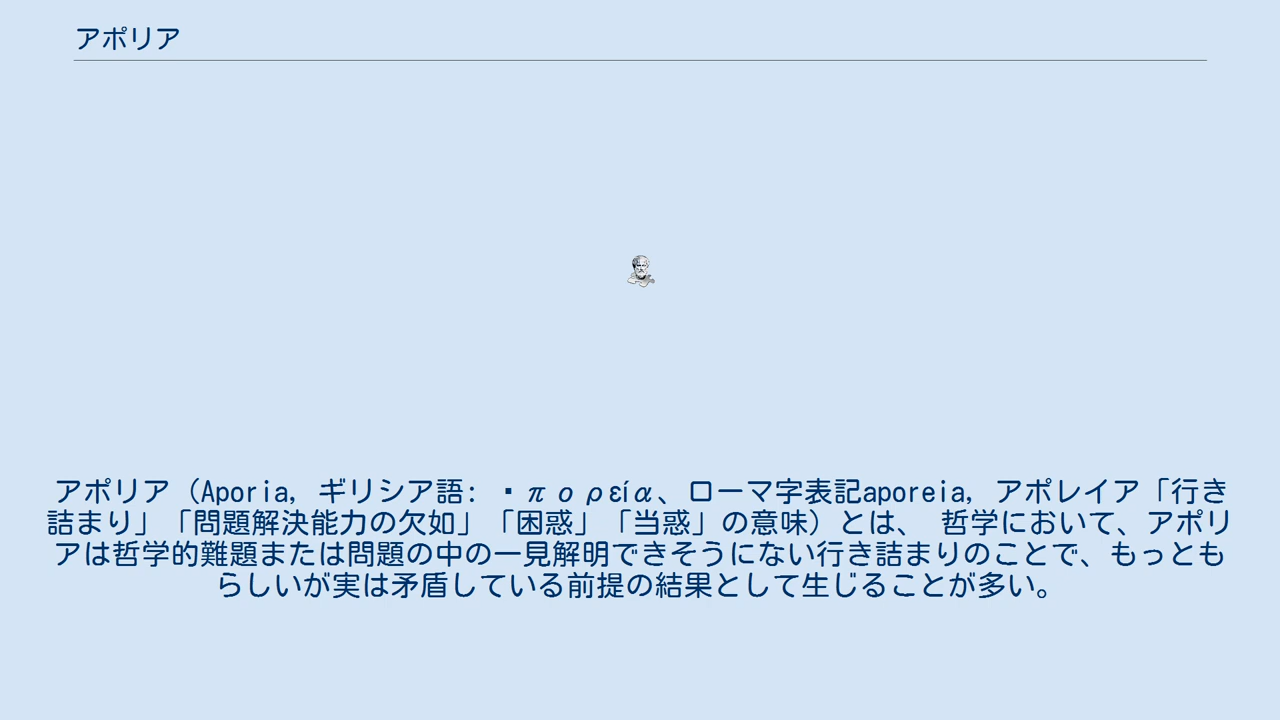 アポリア
アポリア（Aporia, ギリシア語: ▪πορεία、ローマ字表記aporeia, アポレイア「行き
詰まり」「問題解決能力の欠如」「困惑」「当惑」の意味）とは、 哲学において、アポリ
アは哲学的難題または問題の中の一見解明できそうにない行き詰まりのことで、もっとも
らしいが実は矛盾している前提の結果として生じることが多い。